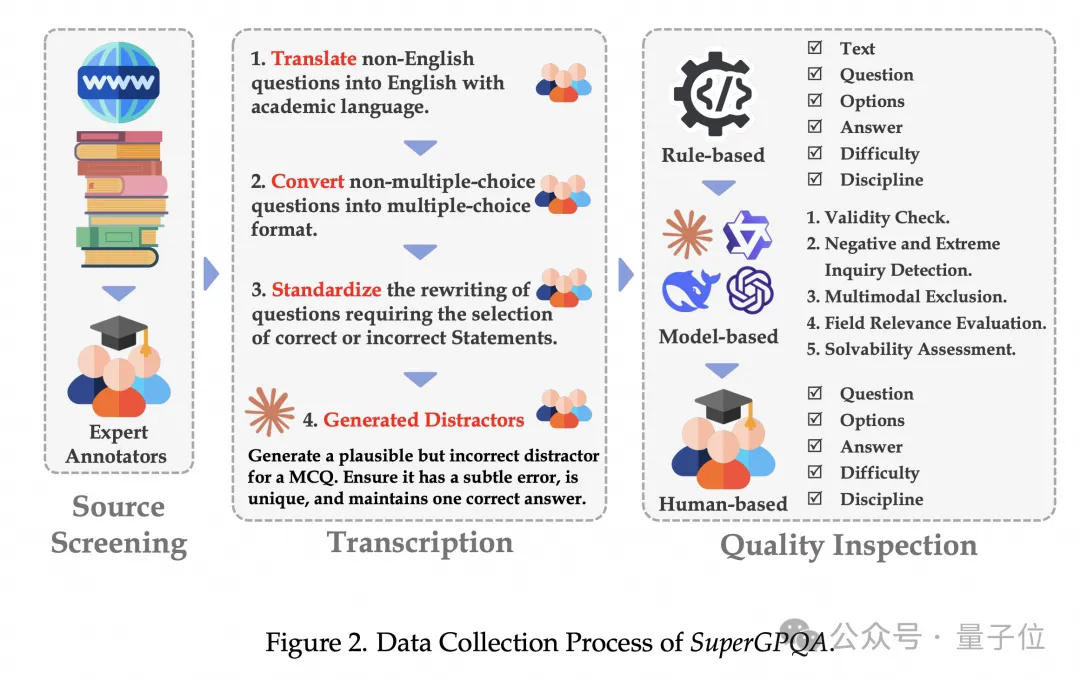 WWW
Expert
Annotators
Source
Screening
1. Translate non-English
questions into English with
academic language.
2. Convert non-multiple-choice
questions into multiple-choice
format.
3. Standardize the rewriting of
questions requiring the selection
of correct or incorrect Statements.
4. Generated Distractors
Generate a plausible but incorrect distractor
for a MCQ. Ensure it has a subtle error, is
unique, and maintains one correct answer.
Transcription
</>
Rule-based
Text
Question
Options
Answer
Difficulty
Discipline
Model-based
1. Validity Check.
2. Negative and Extreme
Inquiry Detection.
3. Multimodal Exclusion.
4. Field Relevance Evaluation.
5. Solvability Assessment.
Human-based
Question
Options
Answer
Difficulty
Discipline
Quality Inspection
Figure 2. Data Collection Process of SuperGPQA.
公众号 · 量子位